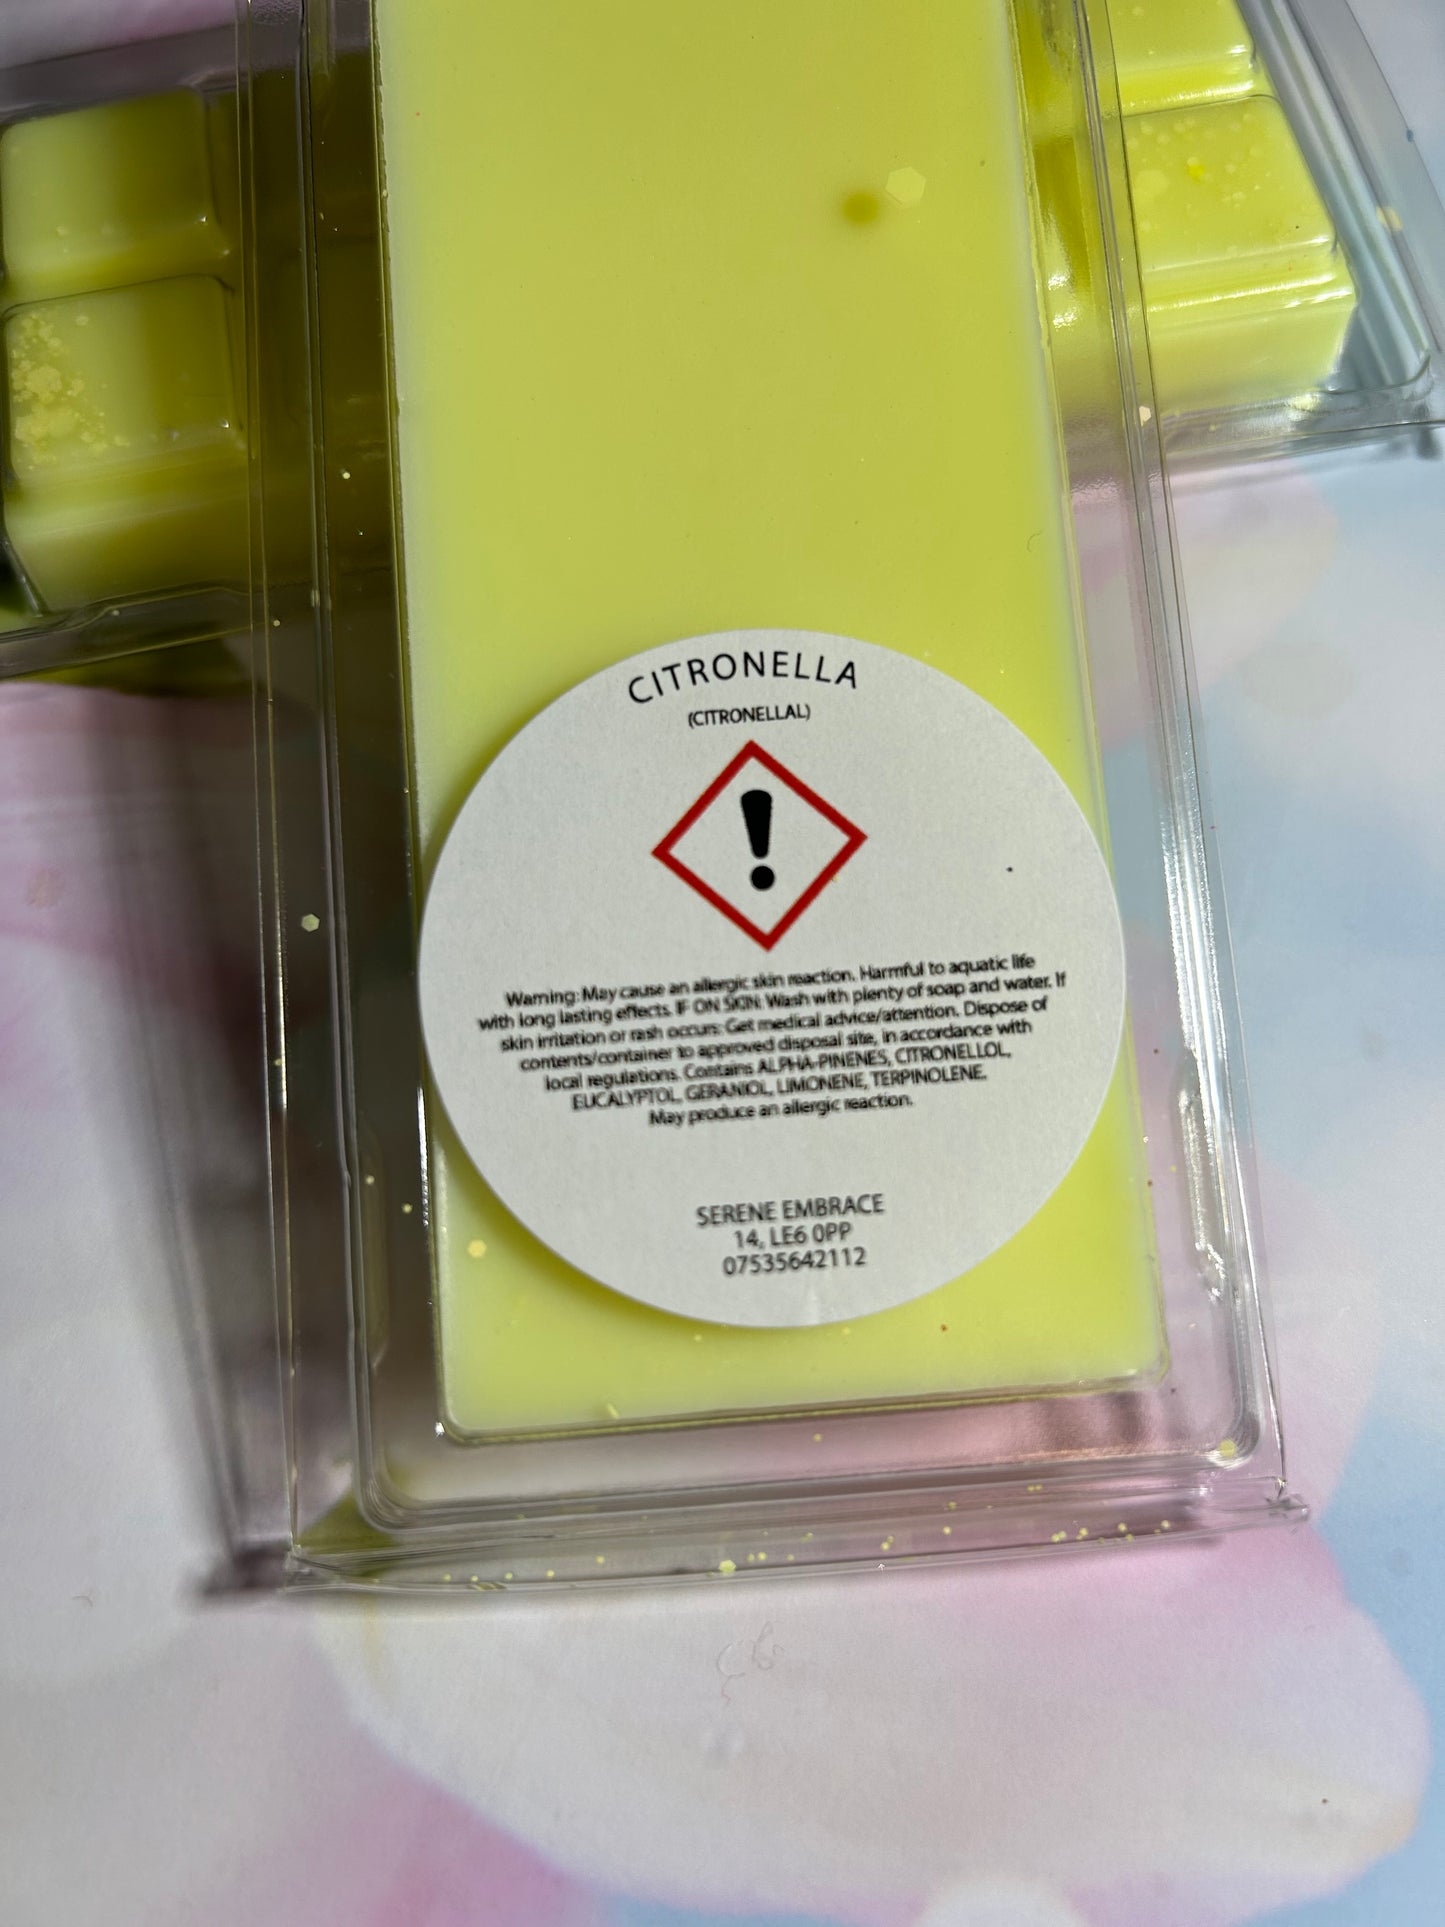 CITRONELLA
(CITRONELLAL)
Warning: May cause an allergic skin reaction. Harmful to aquatic life
with long lasting effects. IF ON SKIN: Wash with plenty of soap and water. If
skin irritation or rash occurs: Get medical advice/attention. Dispose of
contents/container to approved disposal site, in accordance with
local regulations. Contains ALPHA-PINENES, CITRONELLOL,
EUCALYPTOL, GERANIOL, LIMONENE, TERPINOLENE.
May produce an allergic reaction.
SERENE EMBRACE
14, LE6 0PP
07535642112